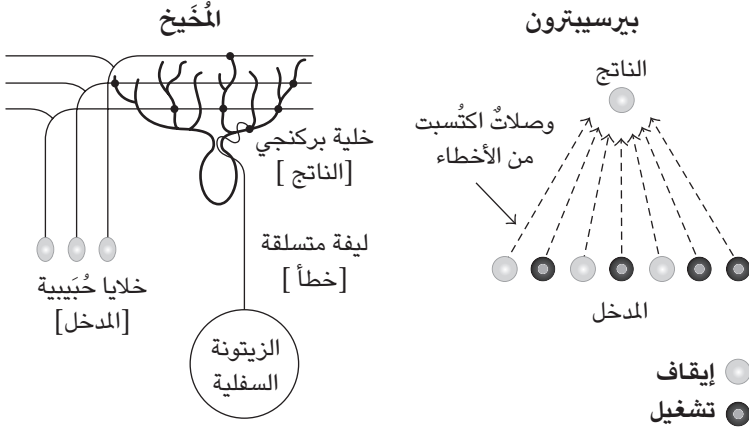 بيرسيبترون
الناتج
وصلاتٌ اكتُسبت
من الأخطاء
المدخل
إيقاف
تشغيل
المُخَيخ
خلية بركنجي
[الناتج]
ليفة متسلقة
[خطأ]
خلايا حُبَيبية
[المدخل]
الزيتونة
السفلية